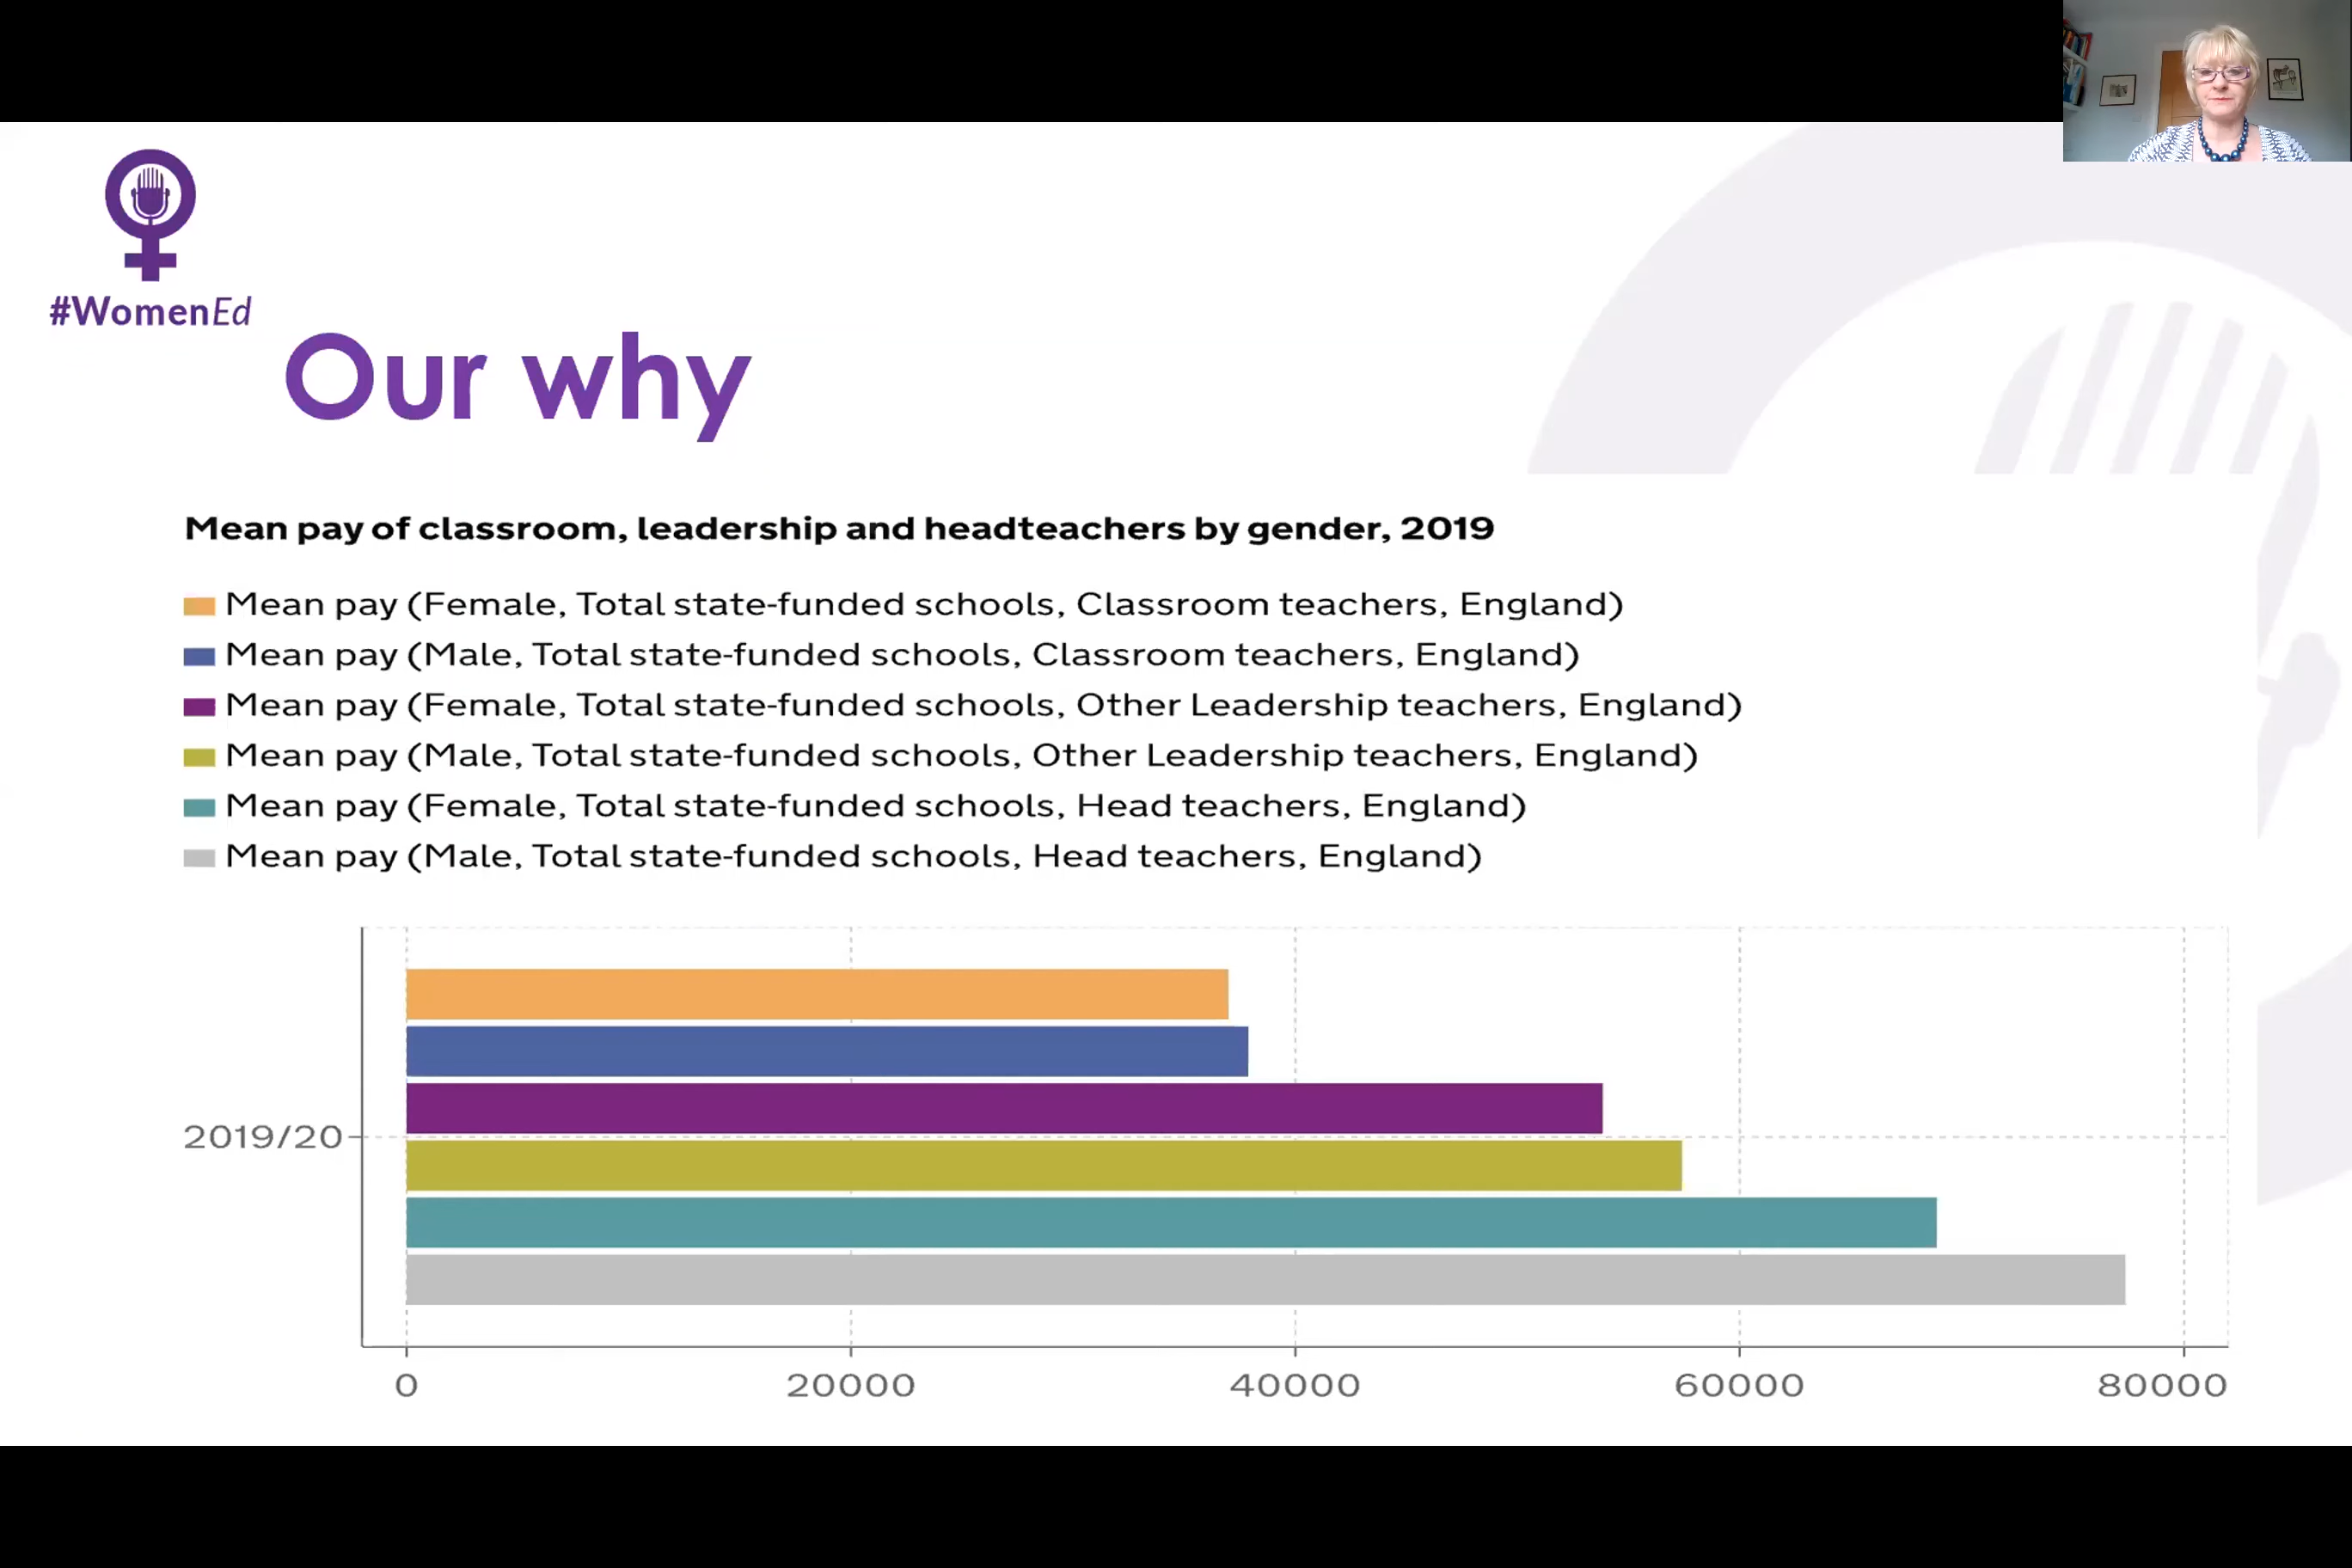 #WomenEd
Our why
Mean pay of classroom, leadership and headteachers by gender, 2019
Mean pay (Female, Total state-funded schools, Classroom teachers, England)
Mean pay (Male, Total state-funded schools, Classroom teachers, England)
Mean pay (Female, Total state-funded schools, Other Leadership teachers, England)
Mean pay (Male, Total state-funded schools, Other Leadership teachers, England)
Mean pay (Female, Total state-funded schools, Head teachers, England)
Mean pay (Male, Total state-funded schools, Head teachers, England)
2019/20
0 20000 40000 60000 80000